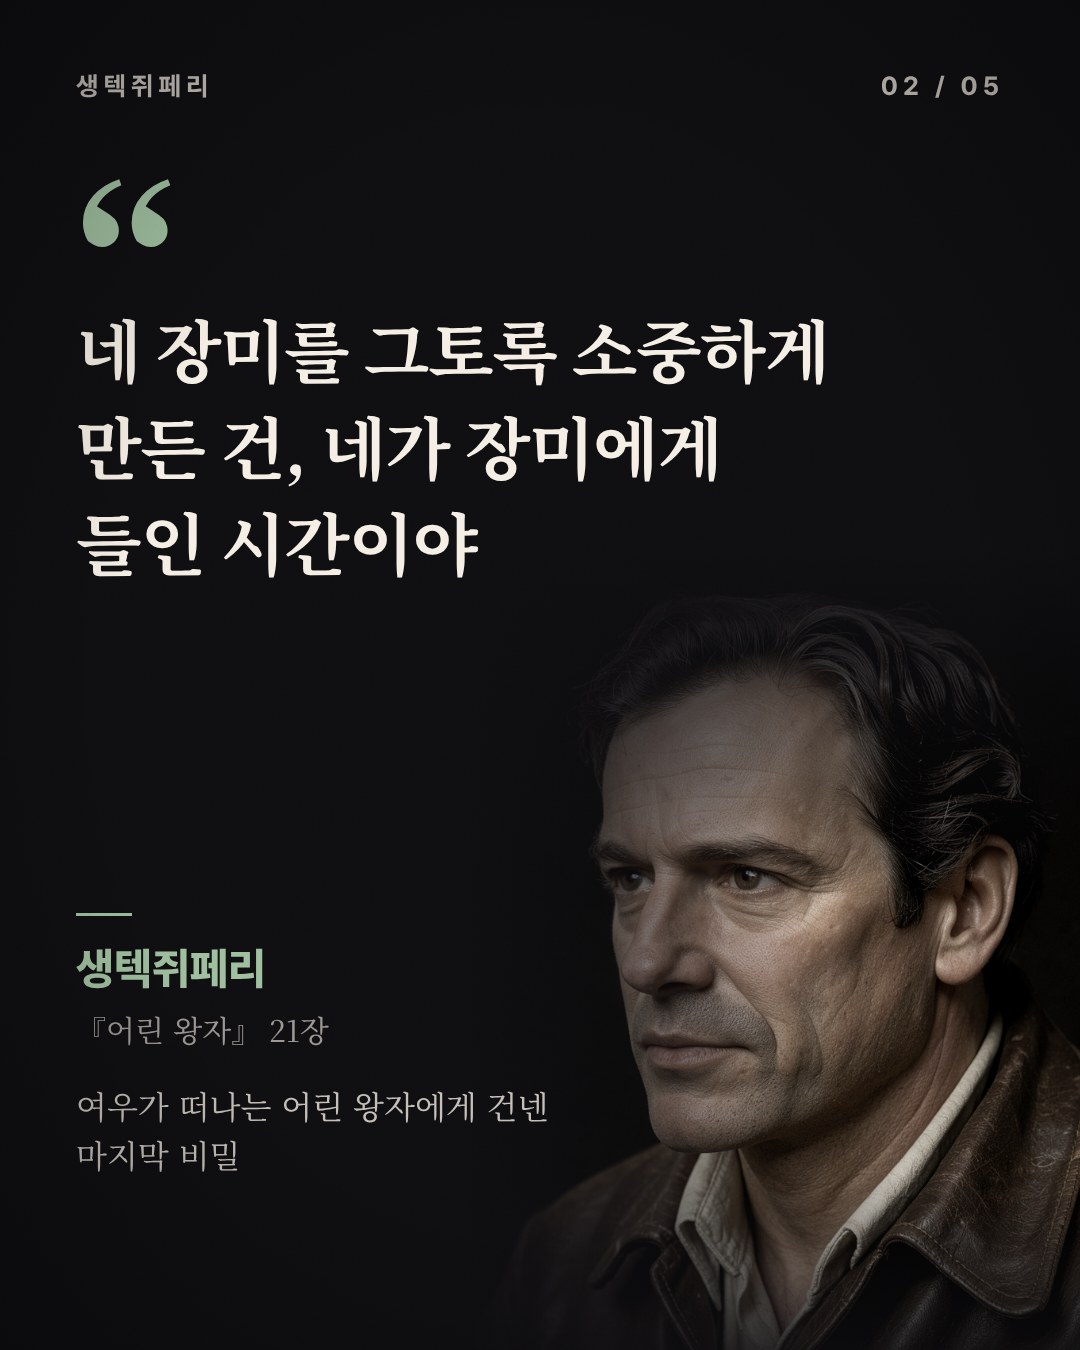 생텍쥐페리
02 / 05
“
네 장미를 그토록 소중하게
만든 건, 네가 장미에게
들인 시간이야
생텍쥐페리
『어린 왕자』 21장
여우가 떠나는 어린 왕자에게 건넨
마지막 비밀